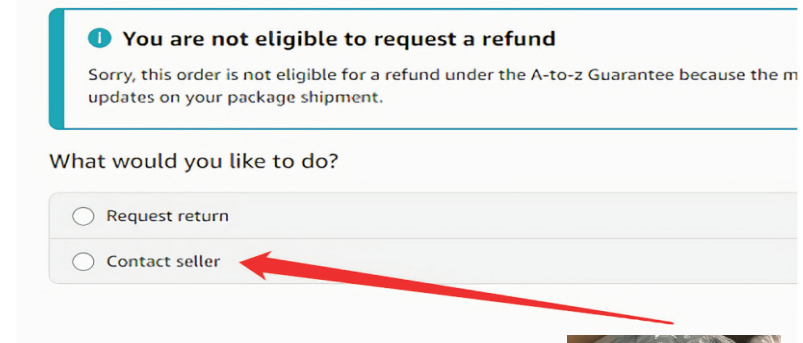 You are not eligible to request a refund
Sorry, this order is not eligible for a refund under the A-to-z Guarantee because the
updates on your package shipment.
What would you like to do?
Request return
Contact seller